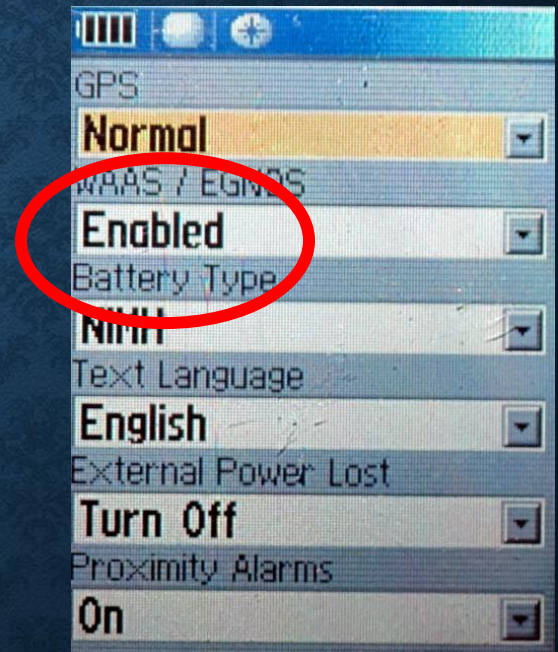 GPS
Normal
WAAS / EGNOS
Enabled
Battery Type
NiMH
Text Language
English
External Power Lost
Turn Off
Proximity Alarms
On